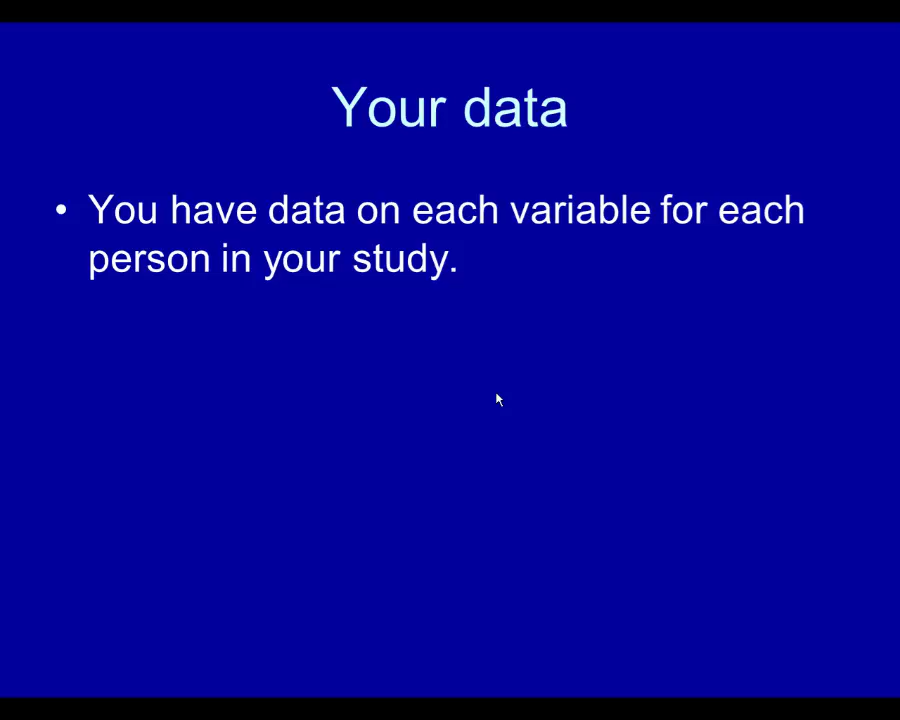 Your data
• You have data on each variable for each
person in your study.